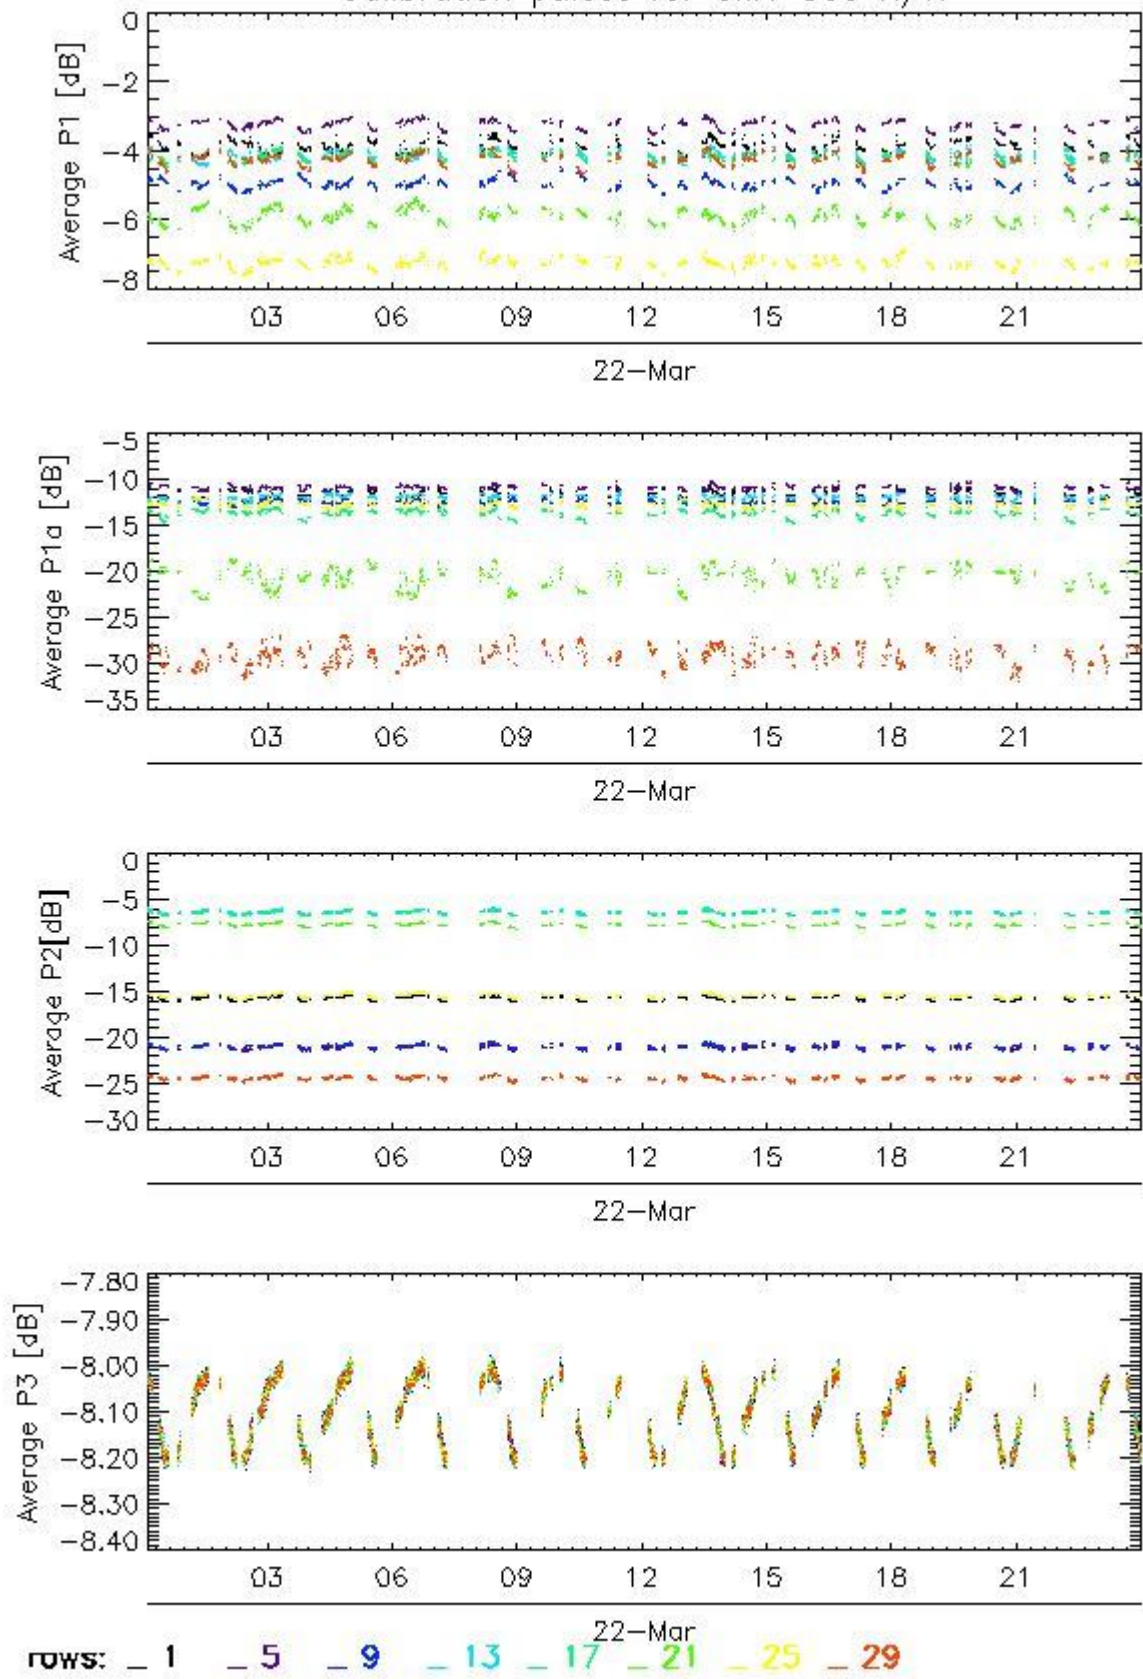 Average P1 [dB]
0
−2
−4
−6
−8
03 06 09 12 15 18 21
22−Mar
Average P1a [dB]
−5
−10
−15
−20
−25
−30
−35
03 06 09 12 15 18 21
22−Mar
Average P2[dB]
0
−5
−10
−15
−20
−25
−30
03 06 09 12 15 18 21
22−Mar
Average P3 [dB]
−7.80
−7.90
−8.00
−8.10
−8.20
−8.30
−8.40
03 06 09 12 15 18 21
22−Mar
rows: _ 1 _ 5 _ 9 _ 13 _ 17 _ 21 _ 25 _ 29